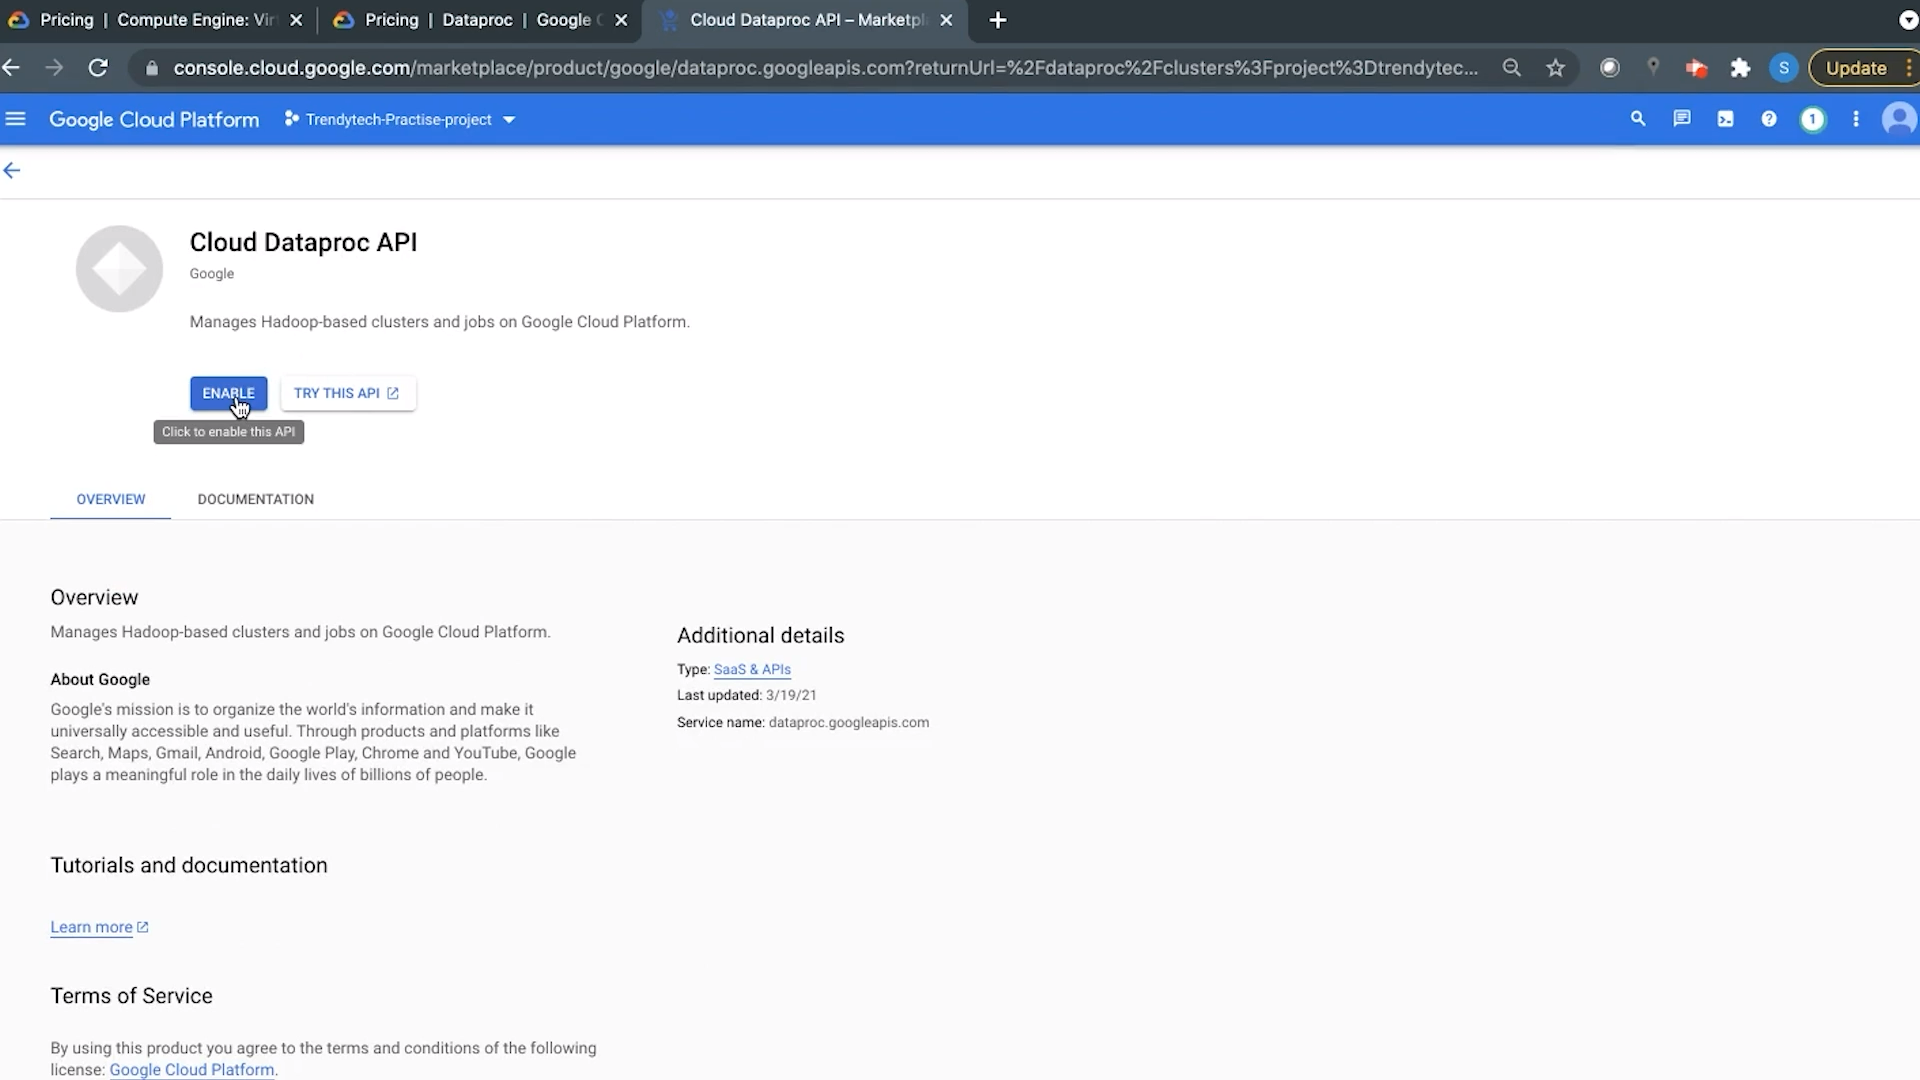 Pricing | Compute Engine: Vir
Pricing | Dataproc | Google C
Cloud Dataproc API – Marketpl
console.cloud.google.com/marketplace/product/google/dataproc.googleapis.com?returnUrl=%2Fdataproc%2Fclusters%3Fproject%3Dtrendytec...
S
Update
Google Cloud Platform
Trendytech-Practise-project
1
Cloud Dataproc API
Google
Manages Hadoop-based clusters and jobs on Google Cloud Platform.
ENABLE
TRY THIS API
Click to enable this API
OVERVIEW
DOCUMENTATION
Overview
Manages Hadoop-based clusters and jobs on Google Cloud Platform.
About Google
Google's mission is to organize the world's information and make it
universally accessible and useful. Through products and platforms like
Search, Maps, Gmail, Android, Google Play, Chrome and YouTube, Google
plays a meaningful role in the daily lives of billions of people.
Additional details
Type: SaaS & APIs
Last updated: 3/19/21
Service name: dataproc.googleapis.com
Tutorials and documentation
Learn more
Terms of Service
By using this product you agree to the terms and conditions of the following
license: Google Cloud Platform.